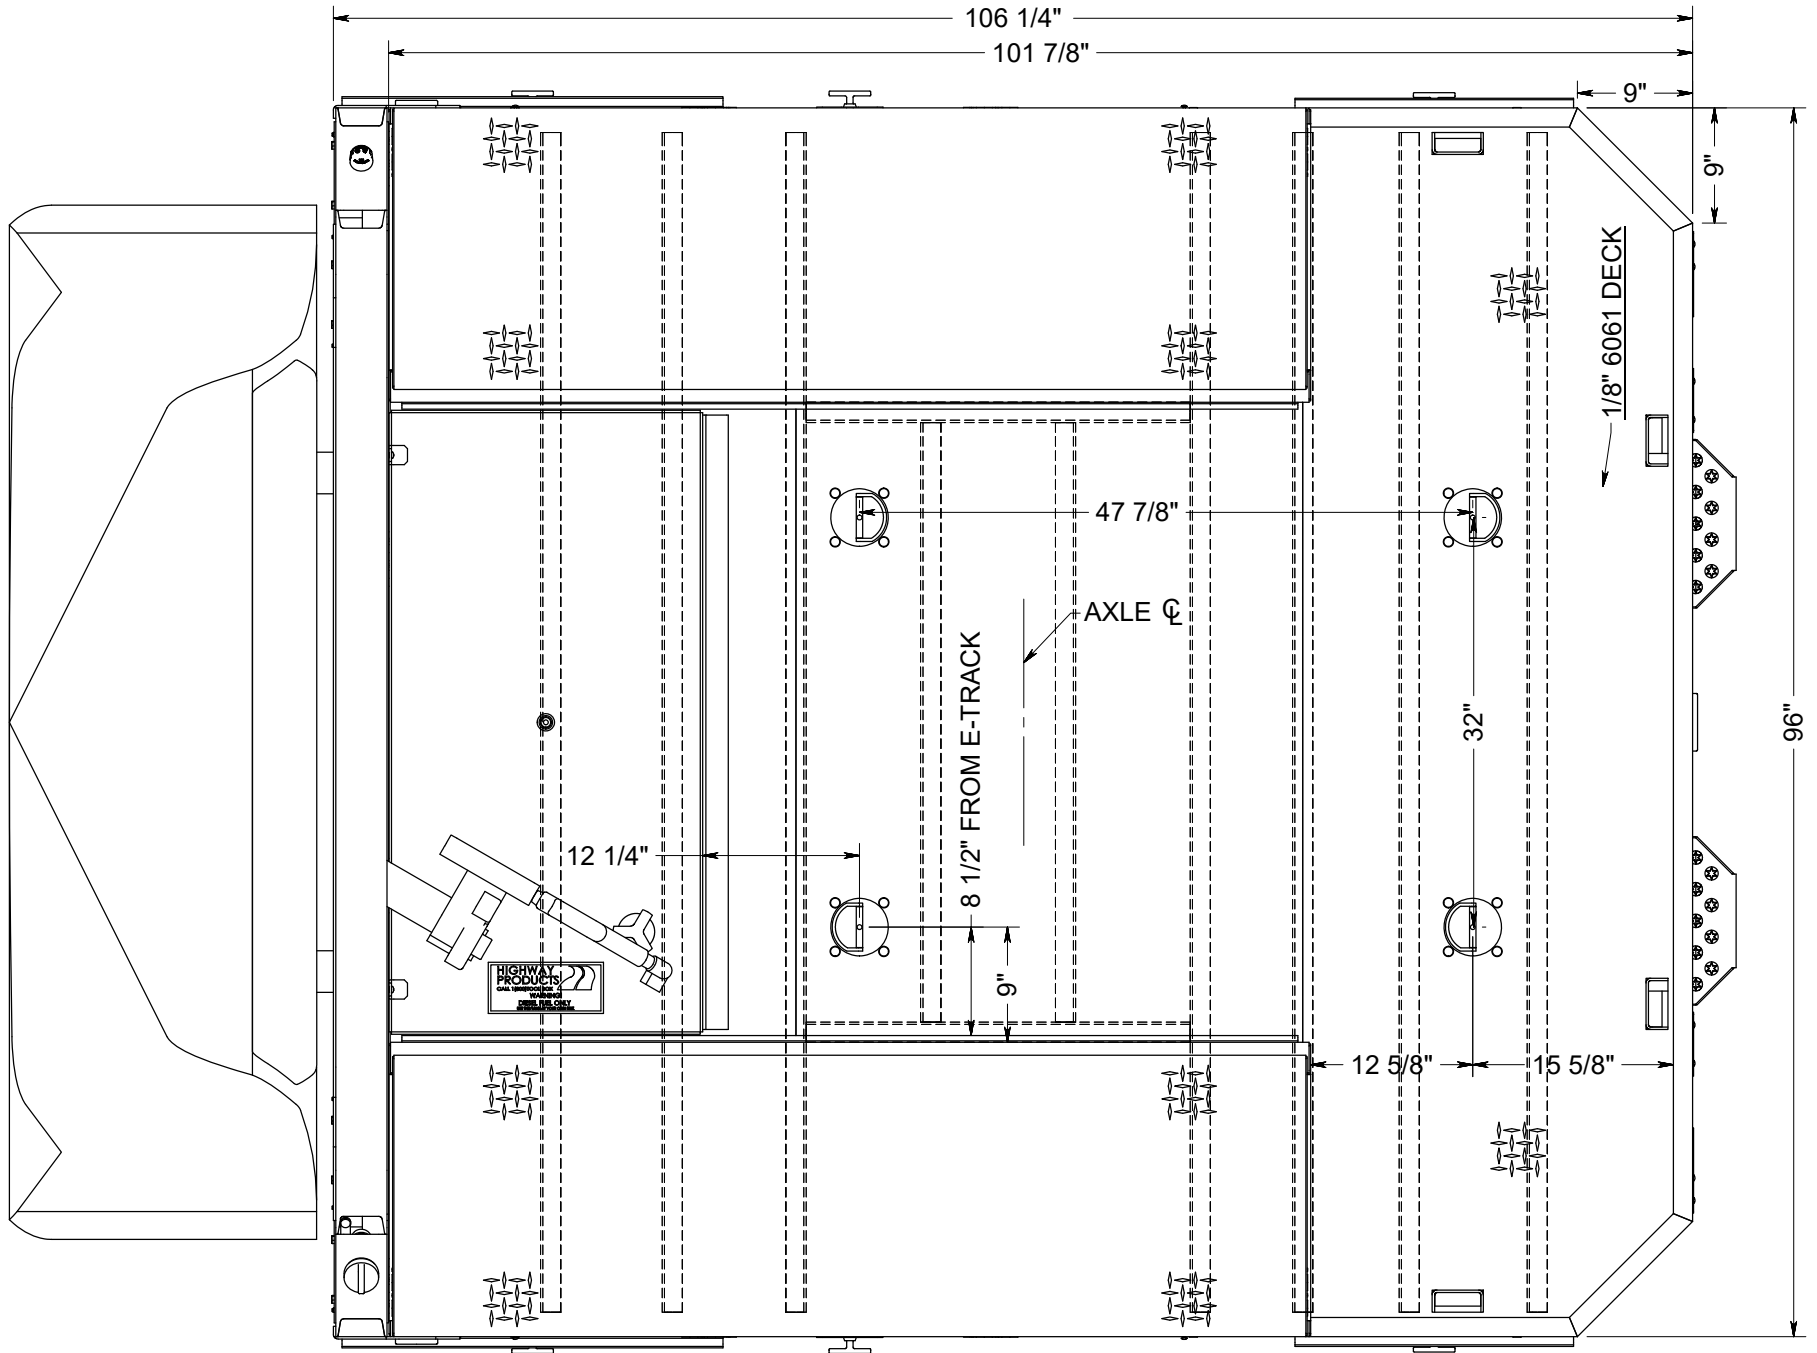 106 1/4"
101 7/8"
9"
9"
1/8" 6061 DECK
47 7/8"
AXLE ℄
8 1/2" FROM E-TRACK
32"
96"
12 1/4"
9"
HIGHWAY
PRODUCTS
WARNING
DIESEL FUEL ONLY
12 5/8"
15 5/8"